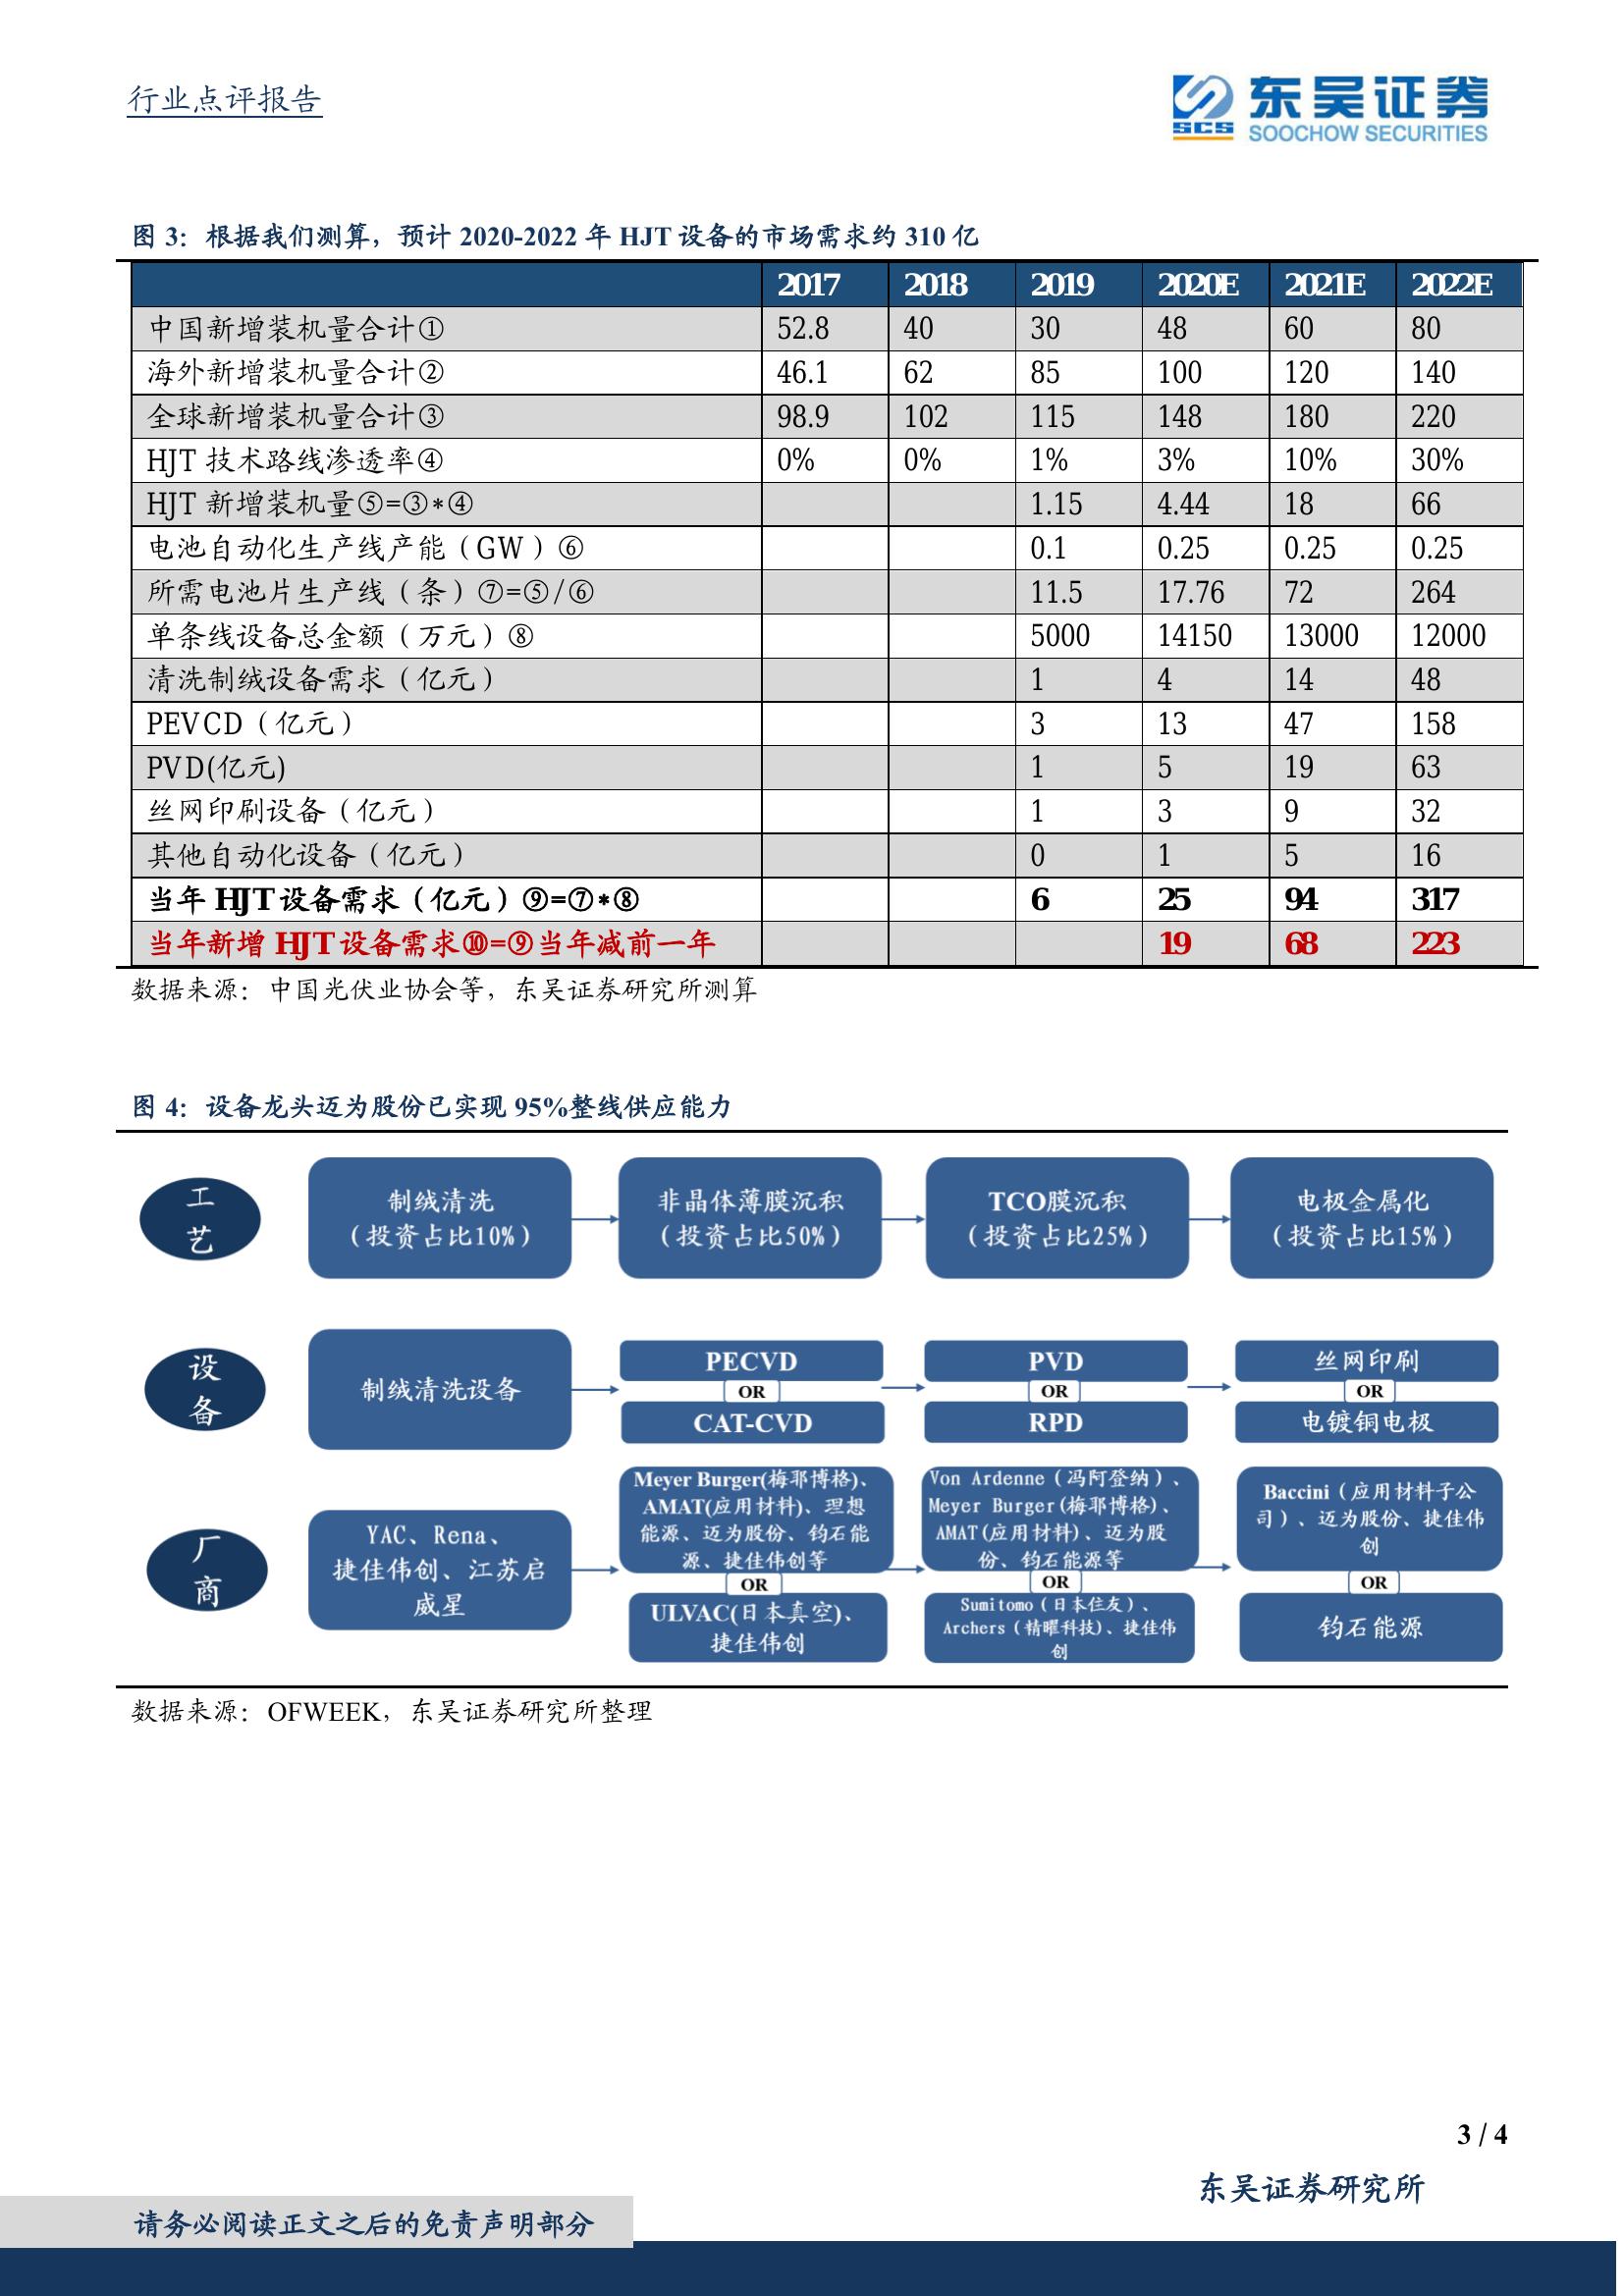 行业点评报告
SCS 东吴证券
SOOCHOW SECURITIES
图 3：根据我们测算，预计 2020-2022 年 HJT 设备的市场需求约 310 亿
2017 2018 2019 2020E 2021E 2022E
中国新增装机量合计① 52.8 40 30 48 60 80
海外新增装机量合计② 46.1 62 85 100 120 140
全球新增装机量合计③ 98.9 102 115 148 180 220
HJT 技术路线渗透率④ 0% 0% 1% 3% 10% 30%
HJT 新增装机量⑤=③*④ 1.15 4.44 18 66
电池自动化生产线产能（GW）⑥ 0.1 0.25 0.25 0.25
所需电池片生产线（条）⑦=⑤/⑥ 11.5 17.76 72 264
单条线设备总金额（万元）⑧ 5000 14150 13000 12000
清洗制绒设备需求（亿元） 1 4 14 48
PEVCD（亿元） 3 13 47 158
PVD(亿元) 1 5 19 63
丝网印刷设备（亿元） 1 3 9 32
其他自动化设备（亿元） 0 1 5 16
当年 HJT 设备需求（亿元）⑨=⑦*⑧ 6 25 94 317
当年新增 HJT 设备需求⑩=⑨当年减前一年 19 68 223
数据来源：中国光伏业协会等，东吴证券研究所测算
图 4：设备龙头迈为股份已实现 95%整线供应能力
工
艺
制绒清洗
（投资占比10%）
非晶体薄膜沉积
（投资占比50%）
TCO膜沉积
（投资占比25%）
电极金属化
（投资占比15%）
设
备
制绒清洗设备
PECVD
OR
CAT-CVD
PVD
OR
RPD
丝网印刷
OR
电镀铜电极
厂
商
YAC、Rena、
捷佳伟创、江苏启
威星
Meyer Burger(梅耶博格)、
AMAT(应用材料)、理想
能源、迈为股份、钧石能
源、捷佳伟创等
OR
ULVAC(日本真空)、
捷佳伟创
Von Ardenne（冯阿登纳）、
Meyer Burger(梅耶博格)、
AMAT(应用材料)、迈为股
份、钧石能源等
OR
Sumitomo（日本住友）、
Archers（精曜科技)、捷佳伟
创
Baccini（应用材料子公
司）、迈为股份、捷佳伟
创
OR
钧石能源
数据来源：OFWEEK，东吴证券研究所整理
3 / 4
东吴证券研究所
请务必阅读正文之后的免责声明部分